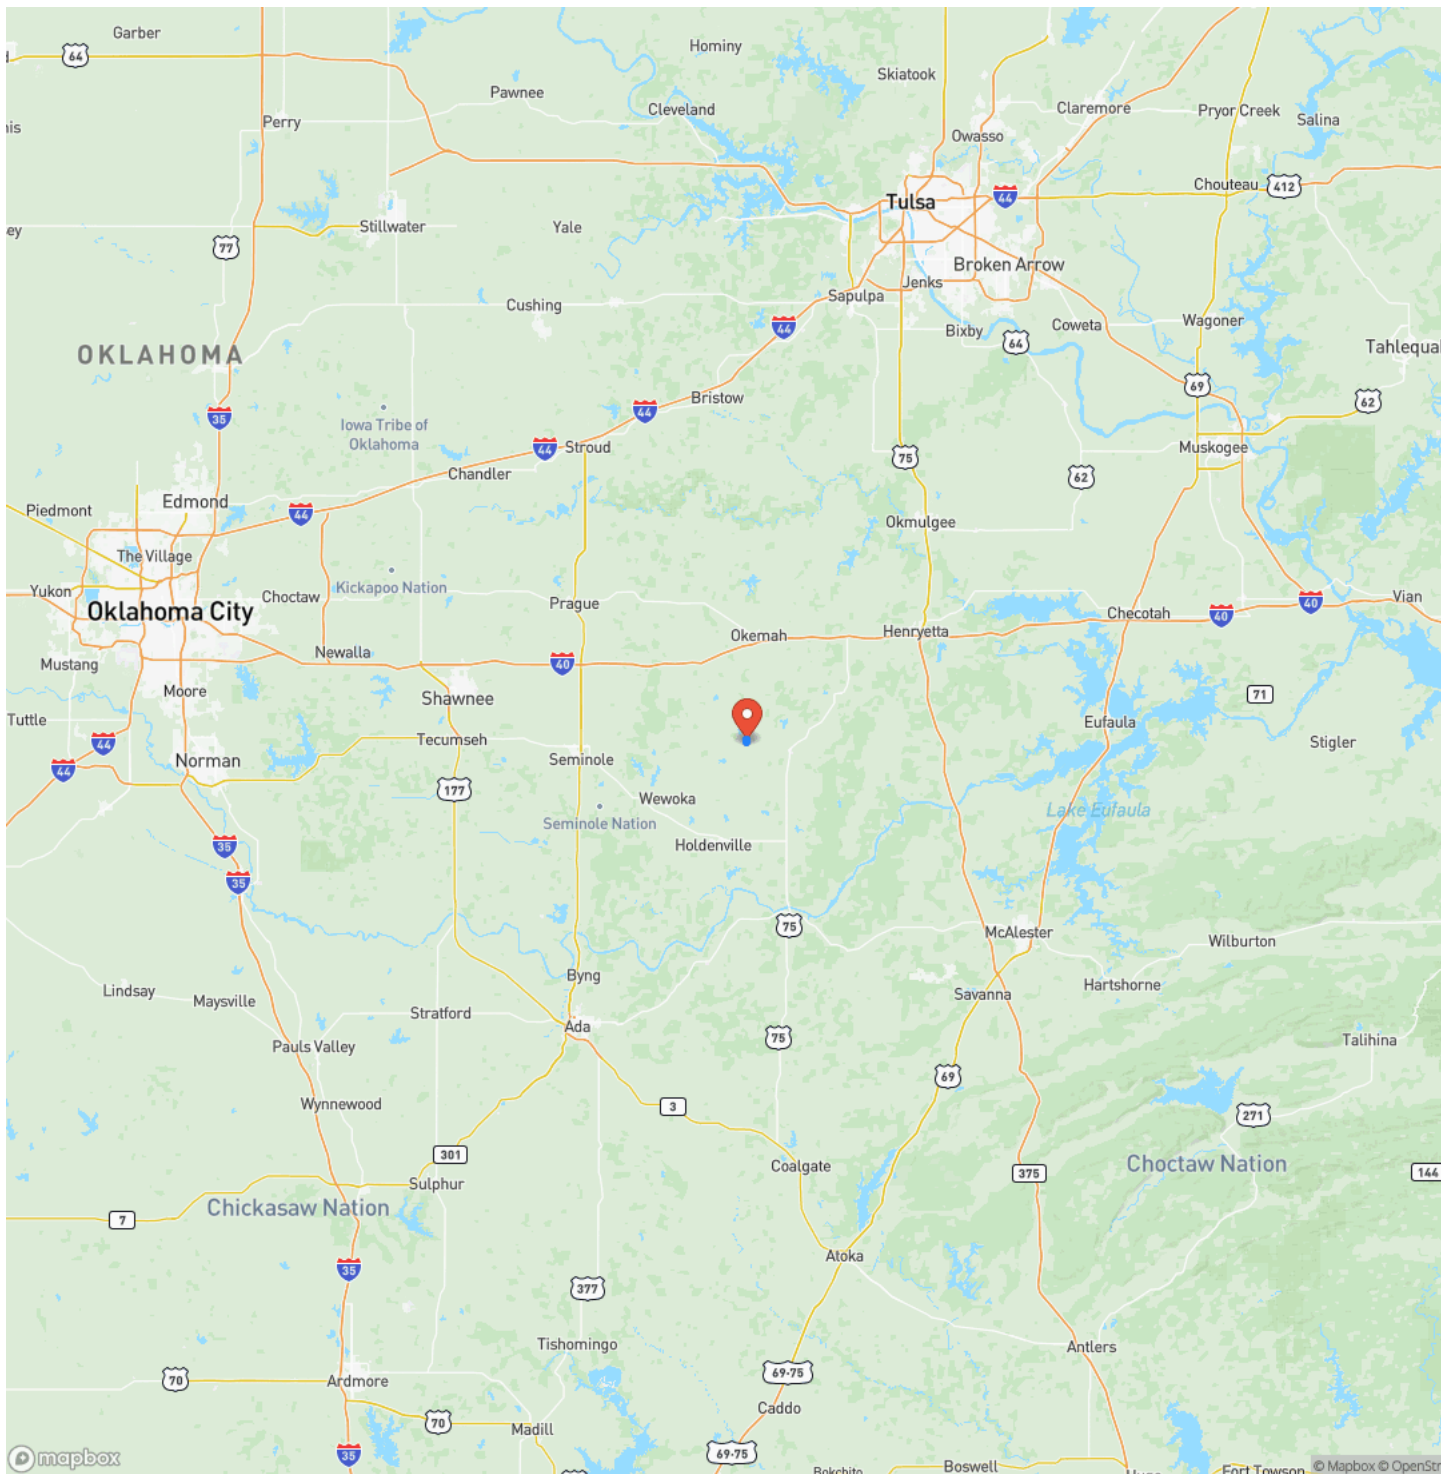 Garber
Hominy
64
Skiatook
Pawnee
Cleveland
Claremore
Pryor Creek
Salina
Perry
nis
Owasso
Chouteau
412
Tulsa
44
Stillwater
Yale
ey
77
Broken Arrow
Jenks
Sapulpa
Cushing
44
Bixby
Coweta
Wagoner
64
OKLAHOMA
Tahlequal
69
Bristow
62
35
44
Iowa Tribe of
Oklahoma
44
Stroud
Muskogee
75
Chandler
62
Edmond
Piedmont
44
Okmulgee
The Village
Kickapoo Nation
Yukon
Choctaw
Prague
40
Vian
Oklahoma City
Checotah
40
Okemah
Henryetta
Newalla
40
Mustang
Shawnee
Moore
71
Tuttle
Eufaula
44
Tecumseh
Stigler
Norman
Seminole
44
177
Wewoka
Lake Eufaula
Seminole Nation
35
Holdenville
35
75
McAlester
Wilburton
Byng
Hartshorne
Lindsay
Maysville
Savanna
Stratford
Ada
75
Talihina
Pauls Valley
69
Wynnewood
3
271
301
Coalgate
Choctaw Nation
375
144
Sulphur
Chickasaw Nation
7
Atoka
35
377
Tishomingo
Antlers
69-75
70
Ardmore
Caddo
70
Madill
69-75
35
mapbox
Boswell
Bokchito
Fort Towson
© Mapbox © OpenStr